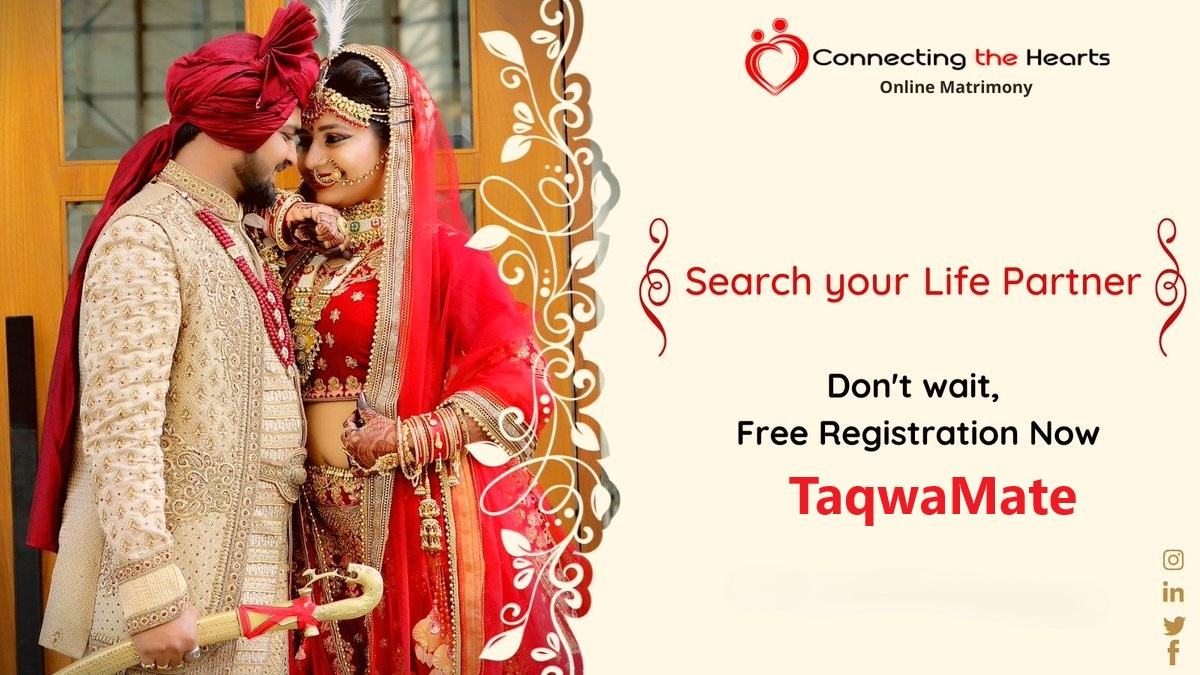 Connecting the Hearts
Online Matrimony
Search your Life Partner
Don't wait,
Free Registration Now
TaqwaMate